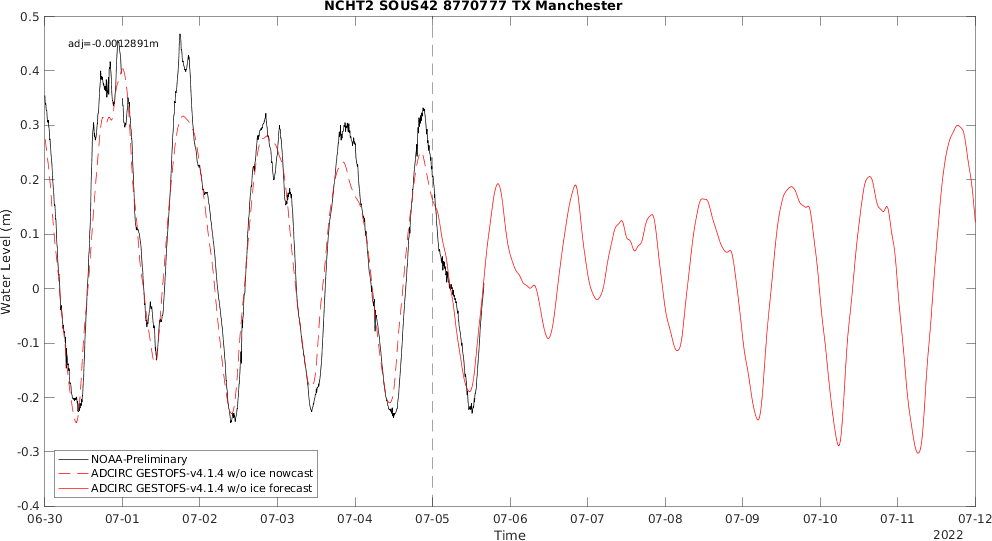 NCHT2 SOUS42 8770777 TX Manchester
adj=-0.0012891m
0.5
0.4
0.3
0.2
0.1
0
-0.1
-0.2
-0.3
-0.4
Water Level (m)
NOAA-Preliminary
ADCIRC GESTOFS-v4.1.4 w/o ice nowcast
ADCIRC GESTOFS-v4.1.4 w/o ice forecast
06-30 07-01 07-02 07-03 07-04 07-05 07-06 07-07 07-08 07-09 07-10 07-11 07-12
Time
2022